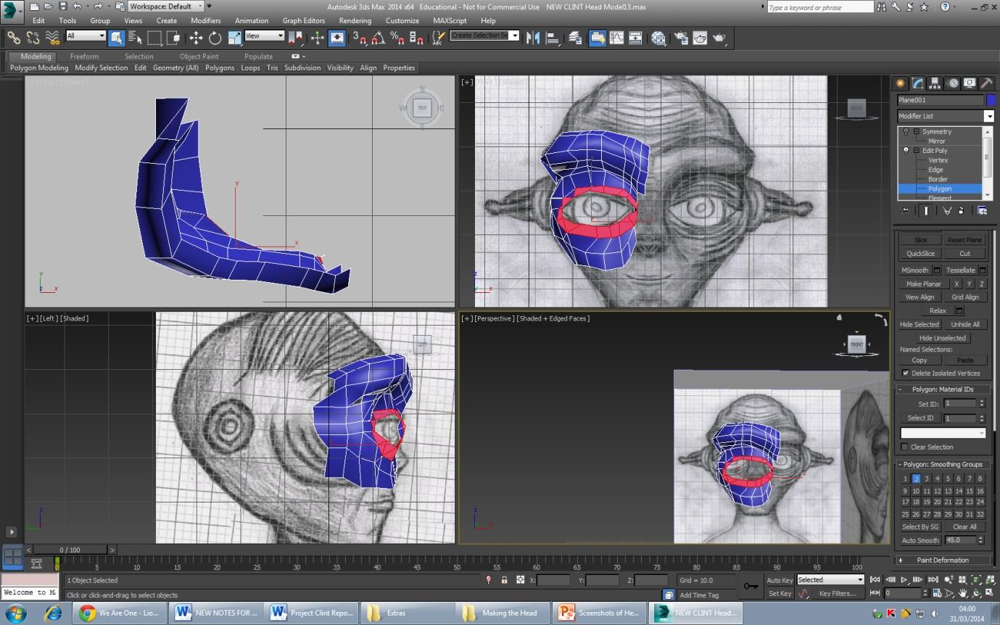 Workspace: Default
Autodesk 3ds Max 2014 x64 Educational - Not for Commercial Use NEW CLINT Head Model13.max
Type a keyword or phrase
Edit Tools Group Views Create Modifiers Animation Graph Editors Rendering Customize MAXScript Help
All View Create Selection Se
Modeling Freeform Selection Object Paint Populate
Polygon Modeling Modify Selection Edit Geometry (All) Polygons Loops Tris Subdivision Visibility Align Properties
[+] [Top] [Shaded]
N
W TOP E
S
y
x
[+] [Front] [Shaded]
FRONT
[+] [Left] [Shaded]
LEFT
[+] [Perspective] [Shaded + Edged Faces]
FRONT
Plane001
Modifier List
Symmetry
Mirror
Edit Poly
Vertex
Edge
Border
Polygon
Element
Slice Reset Plane
QuickSlice Cut
MSmooth Tessellate
Make Planar X Y Z
View Align Grid Align
Relax
Hide Selected Unhide All
Hide Unselected
Named Selections:
Copy Paste
Delete Isolated Vertices
- Polygon: Material IDs
Set ID: 1
Select ID 1
Clear Selection
- Polygon: Smoothing Groups
1 2 3 4 5 6 7 8
9 10 11 12 13 14 15 16
17 18 19 20 21 22 23 24
25 26 27 28 29 30 31 32
Select By SG Clear All
Auto Smooth 45.0
+ Paint Deformation
< 0 / 100 >
0 5 10 15 20 25 30 35 40 45 50 55 60 65 70 75 80 85 90 95 100
1 Object Selected X: Y: Z: Grid = 10.0 Auto Key Selected
Welcome to M Click or click-and-drag to select objects Add Time Tag Set Key Key Filters... 0
We Are One - Lio... NEW NOTES FOR ... Project Clint Repo... Extras Making the Head Sceenshots of He... NEW CLINT Head...
04:00
31/03/2014